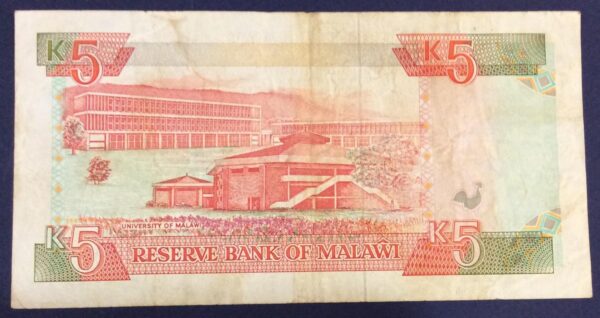 K5 K5
UNIVERSITY OF MALAWI
K5 K5
RESERVE BANK OF MALAWI